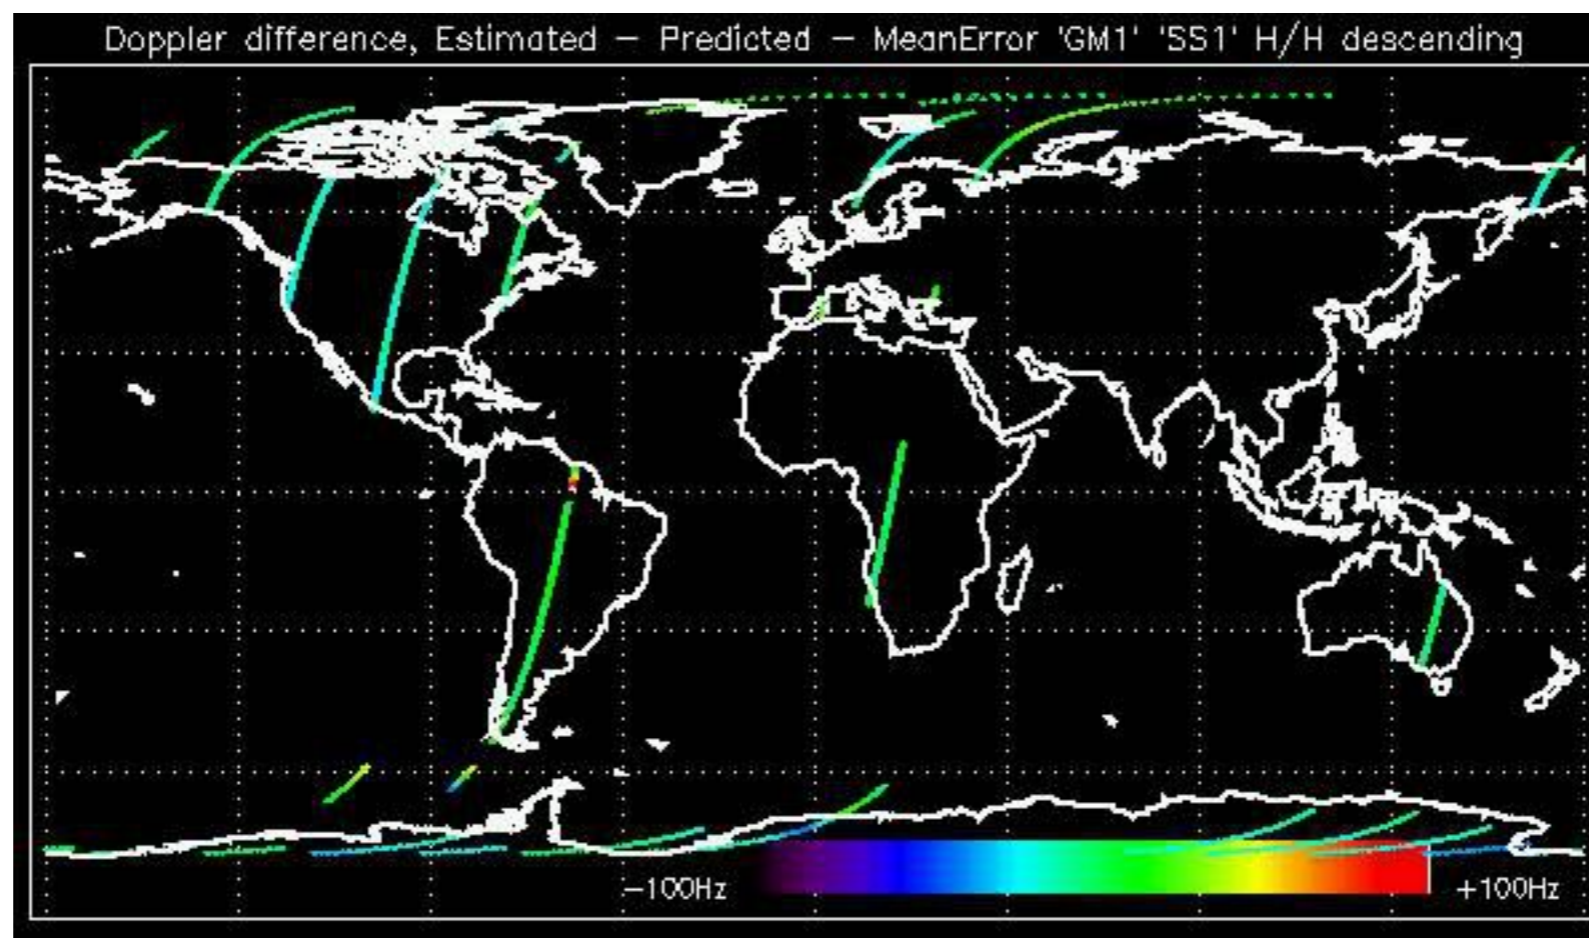 Doppler difference, Estimated – Predicted – MeanError 'GM1' 'SS1' H/H descending
-100Hz +100Hz